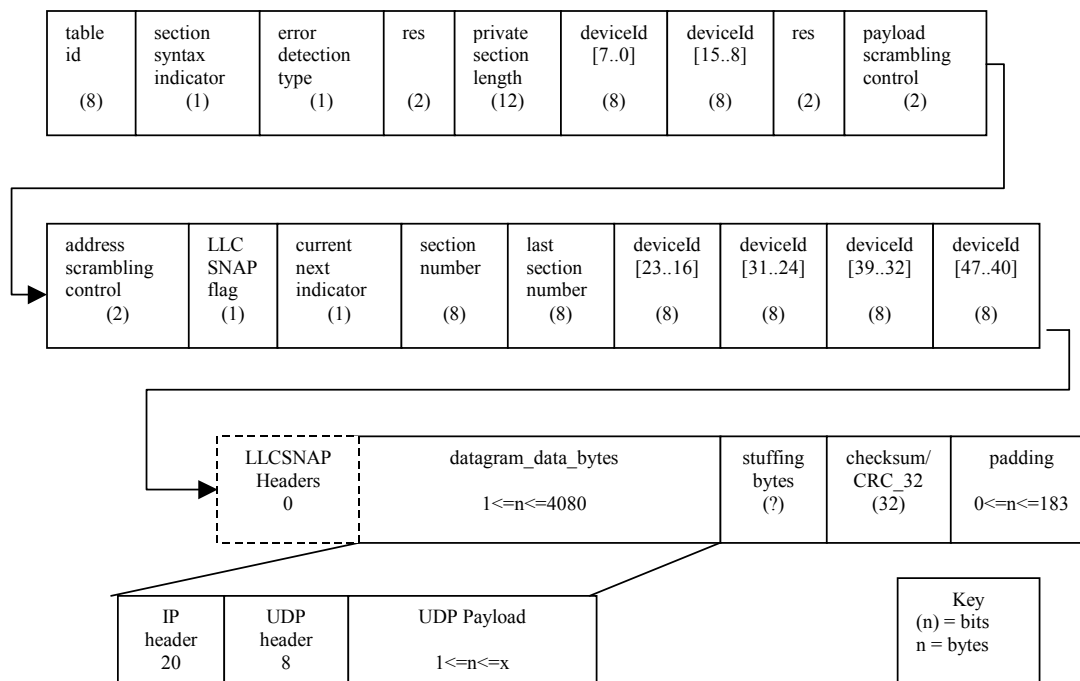 table
id
(8)
section
syntax
indicator
(1)
error
detection
type
(1)
res
(2)
private
section
length
(12)
deviceId
[7..0]
(8)
deviceId
[15..8]
(8)
res
(2)
payload
scrambling
control
(2)
address
scrambling
control
(2)
LLC
SNAP
flag
(1)
current
next
indicator
(1)
section
number
(8)
last
section
number
(8)
deviceId
[23..16]
(8)
deviceId
[31..24]
(8)
deviceId
[39..32]
(8)
deviceId
[47..40]
(8)
LLCSNAP
Headers
0
datagram_data_bytes
1<=n<=4080
stuffing
bytes
(?)
checksum/
CRC_32
(32)
padding
0<=n<=183
IP
header
20
UDP
header
8
UDP Payload
1<=n<=x
Key
(n) = bits
n = bytes